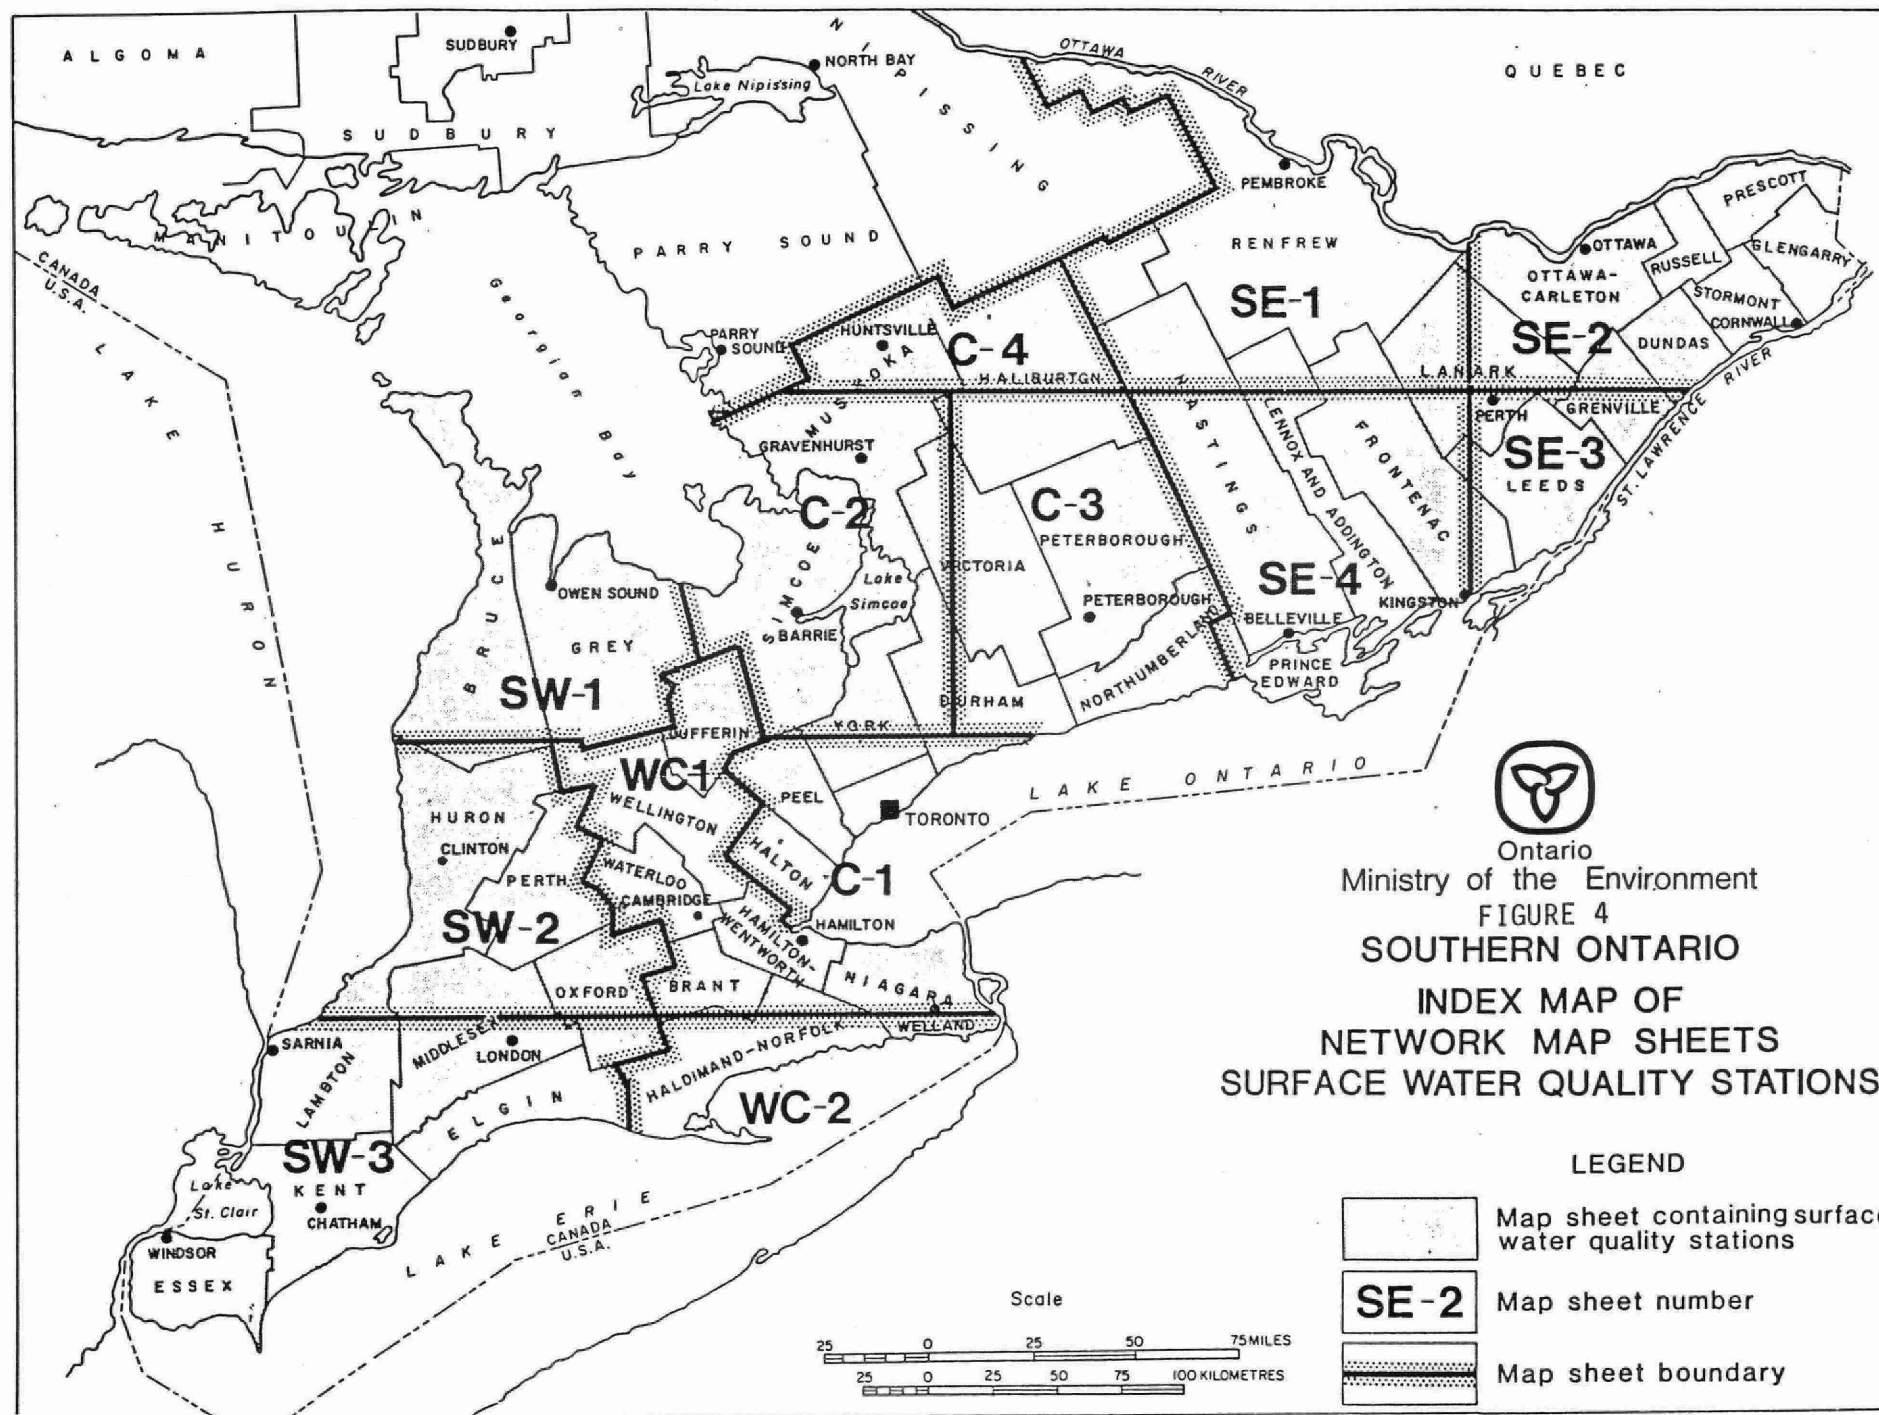 ALGOMA
SUDBURY
NORTH BAY
Lake Nipissing
NIPISSING
OTTAWA RIVER
QUEBEC
SUDBURY
PEMBROKE
PRESCOTT
MANITOULIN
CANADA
U.S.A.
PARRY SOUND
RENFREW
OTTAWA
RUSSELL
GLENGARRY
OTTAWA-
CARLETON
STORMONT
CORNWALL
DUNDAS
SE-1
SE-2
Georgian Bay
PARRY
SOUND
HUNTSVILLE
MUSKOKA
C-4
HALIBURTON
LANARK
LAKE HURON
HASTINGS
LENNOX AND ADDINGTON
FRONTENAC
PERTH
GRENVILLE
SE-3
LEEDS
ST. LAWRENCE RIVER
GRAVENHURST
C-2
C-3
PETERBOROUGH
SIMCOE
Lake
Simcoe
VICTORIA
BRUCE
OWEN SOUND
GREY
BARRIE
PETERBOROUGH
SE-4
BELLEVILLE
KINGSTON
PRINCE
EDWARD
NORTHUMBERLAND
DURHAM
YORK
SW-1
DUFFERIN
WC1
WELLINGTON
PEEL
TORONTO
LAKE ONTARIO
HURON
CLINTON
PERTH
WATERLOO
CAMBRIDGE
HALTON
C-1
HAMILTON
HAMILTON-
WENTWORTH
SW-2
OXFORD
BRANT
NIAGARA
WELLAND
SARNIA
LAMBTON
MIDDLESEX
LONDON
HALDIMAND-NORFOLK
ELGIN
WC-2
SW-3
KENT
CHATHAM
Lake
St. Clair
WINDSOR
ESSEX
LAKE ERIE
CANADA
U.S.A.
Ontario
Ministry of the Environment
FIGURE 4
SOUTHERN ONTARIO
INDEX MAP OF
NETWORK MAP SHEETS
SURFACE WATER QUALITY STATIONS
LEGEND
Map sheet containing surface
water quality stations
SE-2 Map sheet number
Map sheet boundary
Scale
25 0 25 50 75 MILES
25 0 25 50 75 100 KILOMETRES